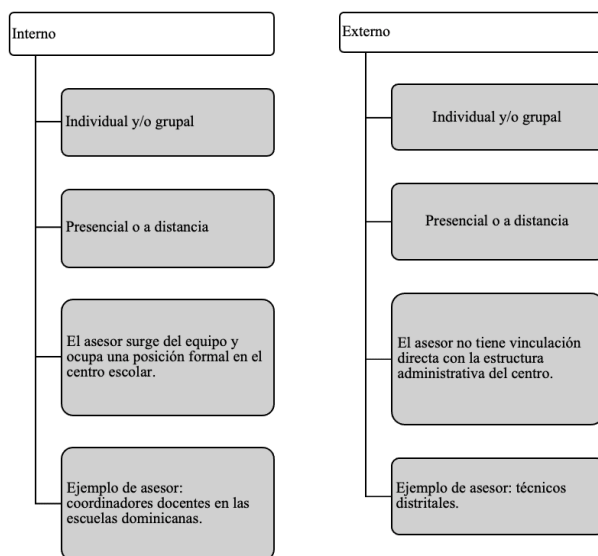 Interno
Individual y/o grupal
Presencial o a distancia
El asesor surge del equipo y
ocupa una posición formal en el
centro escolar.
Ejemplo de asesor:
coordinadores docentes en las
escuelas dominicanas.
Externo
Individual y/o grupal
Presencial o a distancia
El asesor no tiene vinculación
directa con la estructura
administrativa del centro.
Ejemplo de asesor: técnicos
distritales.